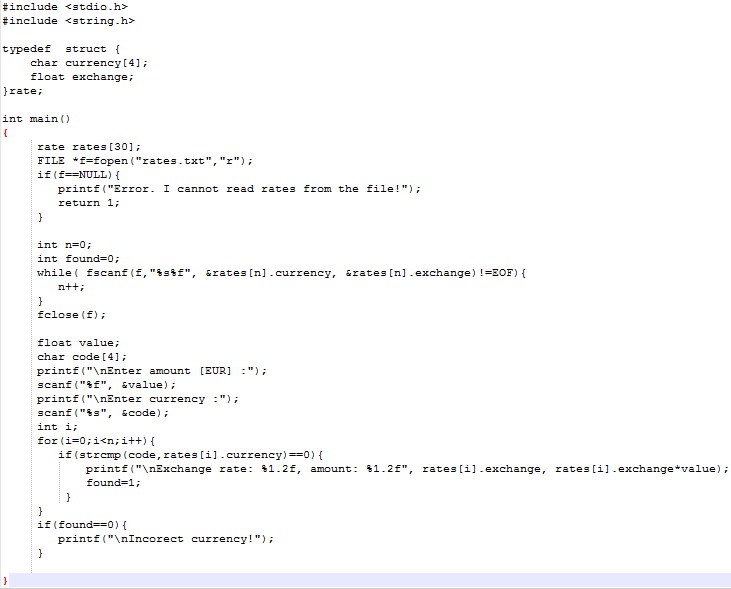 #include <stdio.h>
#include <string.h>

typedef  struct {
    char currency[4];
    float exchange;
}rate;

int main()
{
     rate rates[30];
     FILE *f=fopen("rates.txt","r");
     if(f==NULL){
        printf("Error. I cannot read rates from the file!");
        return 1;
     }

     int n=0;
     int found=0;
     while( fscanf(f,"%s%f", &rates[n].currency, &rates[n].exchange)!=EOF){
        n++;
     }
     fclose(f);

     float value;
     char code[4];
     printf("\nEnter amount [EUR] :");
     scanf("%f", &value);
     printf("\nEnter currency :");
     scanf("%s", &code);
     int i;
     for(i=0;i<n;i++){
        if(strcmp(code,rates[i].currency)==0){
            printf("\nExchange rate: %1.2f, amount: %1.2f", rates[i].exchange, rates[i].exchange*value);
            found=1;
         }
     }
     if(found==0){
        printf("\nIncorect currency!");
     }

}